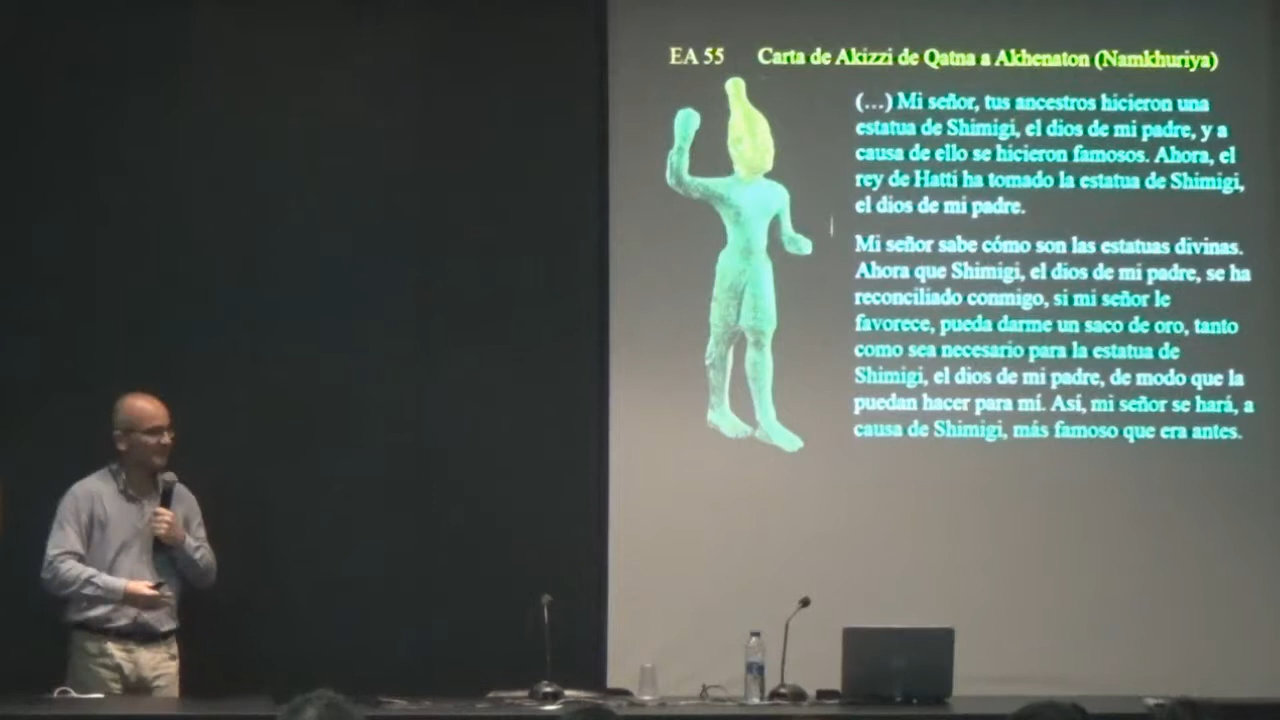 EA 55 Carta de Akizzi de Qatna a Akhenaton (Namkhuriya)
(...) Mi señor, tus ancestros hicieron una
estatua de Shimigi, el dios de mi padre, y a
causa de ello se hicieron famosos. Ahora, el
rey de Hatti ha tomado la estatua de Shimigi,
el dios de mi padre.
Mi señor sabe cómo son las estatuas divinas.
Ahora que Shimigi, el dios de mi padre, se ha
reconciliado conmigo, si mi señor le
favorece, pueda darme un saco de oro, tanto
como sea necesario para la estatua de
Shimigi, el dios de mi padre, de modo que la
puedan hacer para mí. Así, mi señor se hará, a
causa de Shimigi, más famoso que era antes.